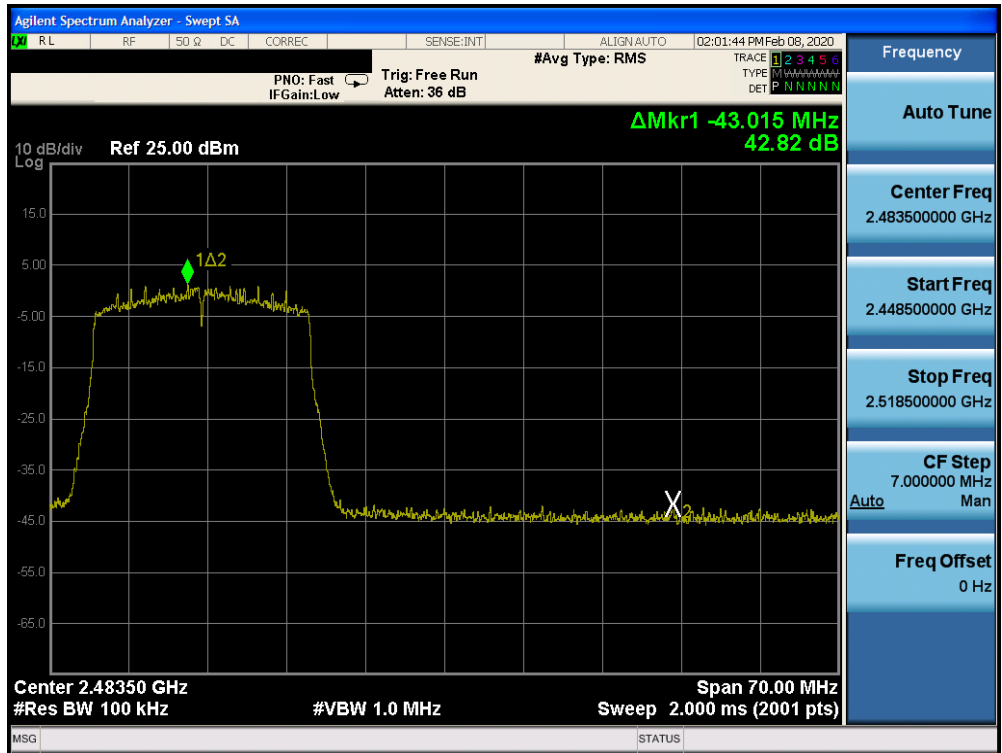 Agilent Spectrum Analyzer - Swept SA
LXI RL RF 50 Ω DC CORREC SENSE:INT ALIGN AUTO 02:01:44 PM Feb 08, 2020
#Avg Type: RMS TRACE 1 2 3 4 5 6
PNO: Fast Trig: Free Run TYPE M WWWWW
IFGain:Low Atten: 36 dB DET P N N N N N
ΔMkr1 -43.015 MHz
42.82 dB
10 dB/div Ref 25.00 dBm
Log
15.0
5.00
1Δ2
-5.00
-15.0
-25.0
-35.0
X2
-45.0
-55.0
-65.0
Center 2.48350 GHz Span 70.00 MHz
#Res BW 100 kHz #VBW 1.0 MHz Sweep 2.000 ms (2001 pts)
MSG STATUS
Frequency
Auto Tune
Center Freq
2.483500000 GHz
Start Freq
2.448500000 GHz
Stop Freq
2.518500000 GHz
CF Step
7.000000 MHz
Auto Man
Freq Offset
0 Hz